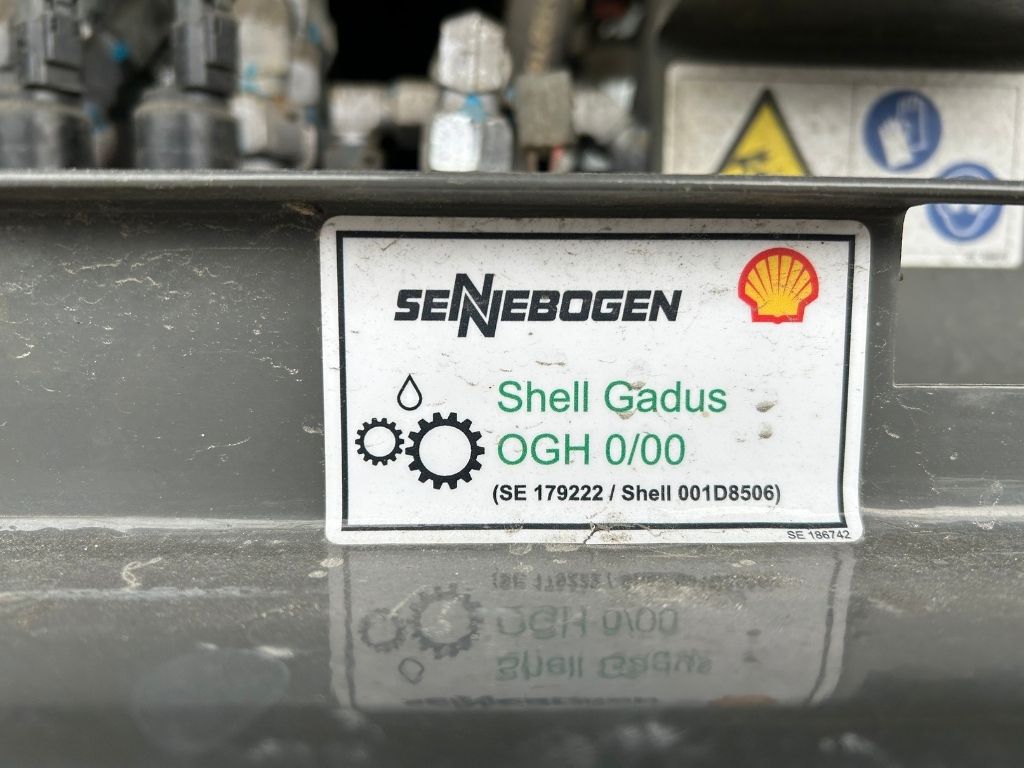 SENNEBOGEN
Shell Gadus
OGH 0/00
(SE 179222 / Shell 001D8506)
SE 186742